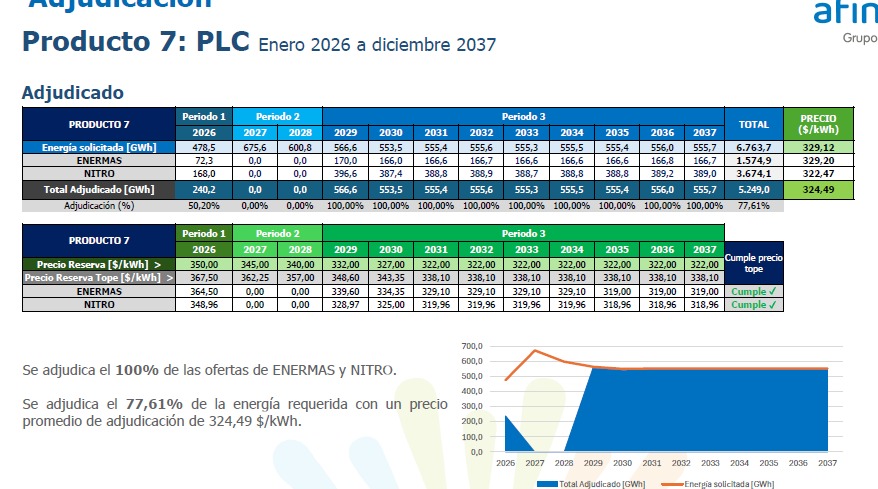 Adjudicación
afin
Grupo
Producto 7: PLC Enero 2026 a diciembre 2037
Adjudicado
PRODUCTO 7 Periodo 1 Periodo 2 Periodo 3 TOTAL PRECIO ($/kWh)
2026 2027 2028 2029 2030 2031 2032 2033 2034 2035 2036 2037
Energía solicitada [GWh] 478,5 675,6 600,8 566,6 553,5 555,4 555,6 555,3 555,5 555,4 556,0 555,7 6.763,7 329,12
ENERMAS 72,3 0,0 0,0 170,0 166,0 166,6 166,7 166,6 166,6 166,6 166,8 166,7 1.574,9 329,20
NITRO 168,0 0,0 0,0 396,6 387,4 388,8 388,9 388,7 388,8 388,8 389,2 389,0 3.674,1 322,47
Total Adjudicado [GWh] 240,2 0,0 0,0 566,6 553,5 555,4 555,6 555,3 555,5 555,4 556,0 555,7 5.249,0 324,49
Adjudicación (%) 50,20% 0,00% 0,00% 100,00% 100,00% 100,00% 100,00% 100,00% 100,00% 100,00% 100,00% 100,00% 77,61%
PRODUCTO 7 Periodo 1 Periodo 2 Periodo 3 Cumple precio tope
2026 2027 2028 2029 2030 2031 2032 2033 2034 2035 2036 2037
Precio Reserva [$/kWh] > 350,00 345,00 340,00 332,00 327,00 322,00 322,00 322,00 322,00 322,00 322,00 322,00
Precio Reserva Tope [$/kWh] > 367,50 362,25 357,00 348,60 343,35 338,10 338,10 338,10 338,10 338,10 338,10 338,10
ENERMAS 364,50 0,00 0,00 339,60 334,35 329,10 329,10 329,10 329,10 319,00 319,00 319,00 Cumple ✓
NITRO 348,96 0,00 0,00 328,97 325,00 319,96 319,96 319,96 319,96 318,96 318,96 318,96 Cumple ✓
Se adjudica el 100% de las ofertas de ENERMAS y NITRO.
Se adjudica el 77,61% de la energía requerida con un precio
promedio de adjudicación de 324,49 $/kWh.
700,0
600,0
500,0
400,0
300,0
200,0
100,0
0,0
2026 2027 2028 2029 2030 2031 2032 2033 2034 2035 2036 2037
Total Adjudicado [GWh] Energía solicitada [GWh]